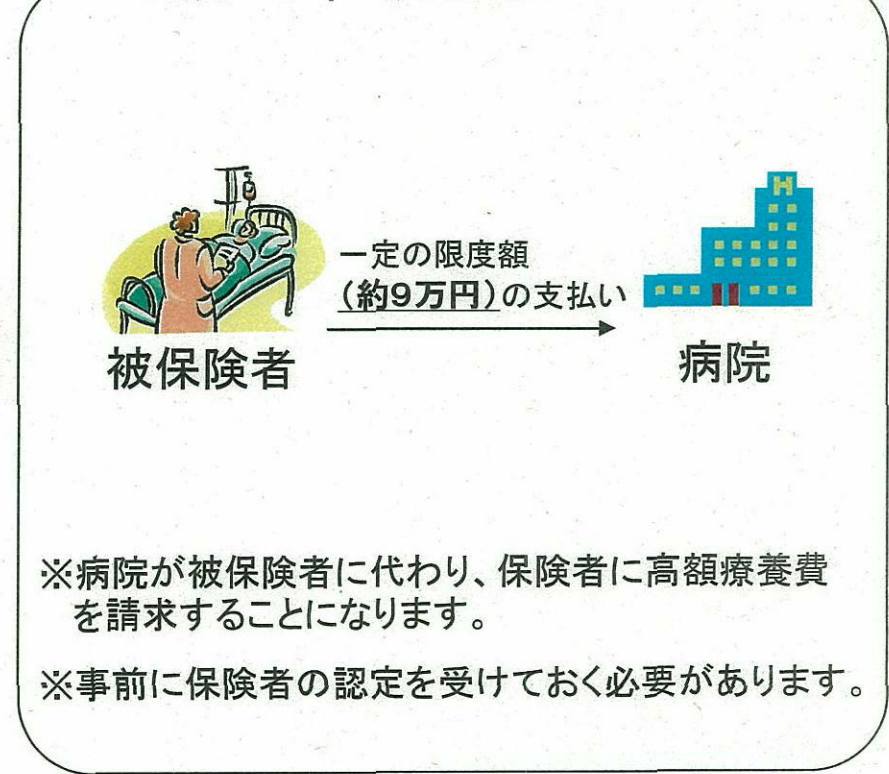 H
一定の限度額
(約9万円)の支払い
被保険者
病院
※病院が被保険者に代わり、保険者に高額療養費
を請求することになります。
※事前に保険者の認定を受けておく必要があります。